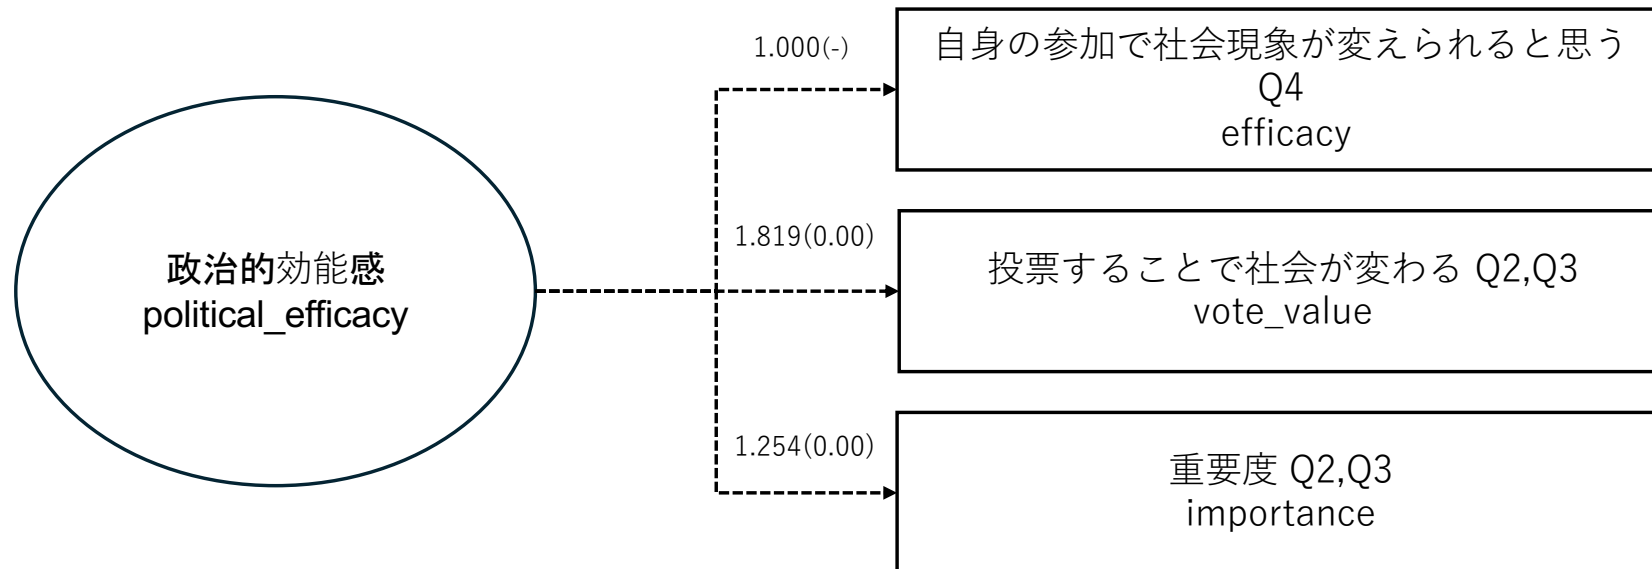 政治的効能感
political_efficacy
1.000(-)
自身の参加で社会現象が変えられると思う
Q4
efficacy
1.819(0.00)
投票することで社会が変わる Q2,Q3
vote_value
1.254(0.00)
重要度 Q2,Q3
importance